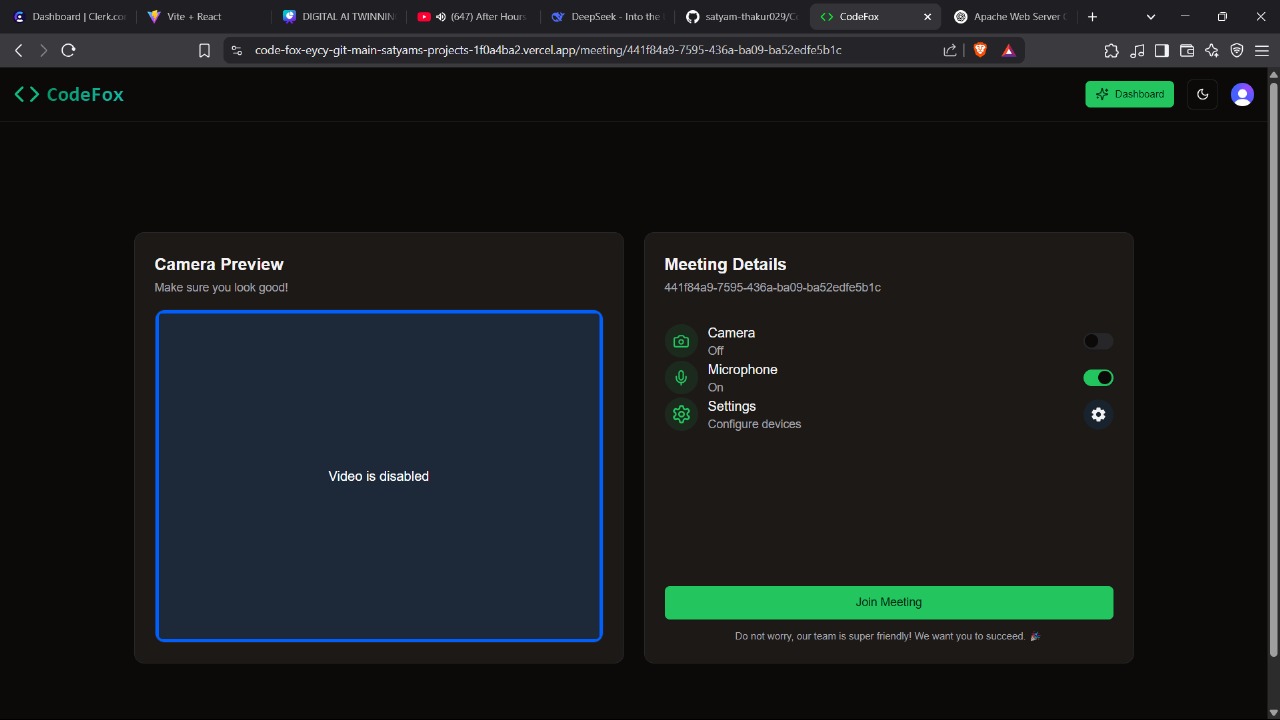 Dashboard | Clerk.co
Vite + React
DIGITAL AI TWINNIN
(647) After Hours
DeepSeek - Into the
satyam-thakur029/C
CodeFox
Apache Web Server
code-fox-eycy-git-main-satyams-projects-1f0a4ba2.vercel.app/meeting/441f84a9-7595-436a-ba09-ba52edfe5b1c
CodeFox
Dashboard
Camera Preview
Make sure you look good!
Video is disabled
Meeting Details
441f84a9-7595-436a-ba09-ba52edfe5b1c
Camera
Off
Microphone
On
Settings
Configure devices
Join Meeting
Do not worry, our team is super friendly! We want you to succeed. 🎉